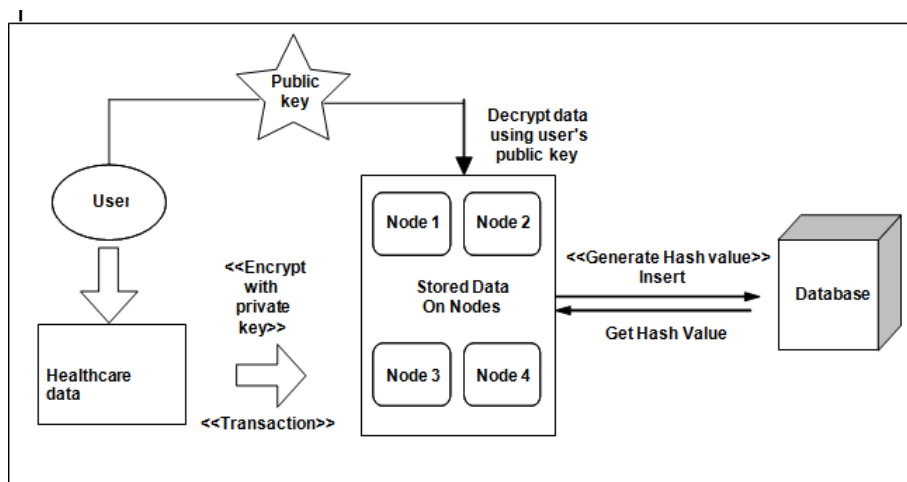 Public
key
Decrypt data
using user's
public key
User
Node 1
Node 2
<<Encrypt
with
private
key>>
<<Generate Hash value>>
Insert
Stored Data
On Nodes
Database
Get Hash Value
Healthcare
data
Node 3
Node 4
<<Transaction>>